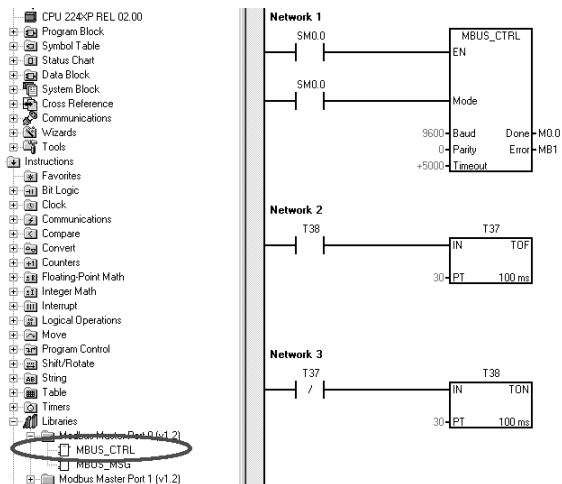 CPU 224XP REL 02.00
Program Block
Symbol Table
Status Chart
Data Block
System Block
Cross Reference
Communications
Wizards
Tools
Instructions
Favorites
Bit Logic
Clock
Communications
Compare
Convert
Counters
Floating-Point Math
Integer Math
Interrupt
Logical Operations
Move
Program Control
Shift/Rotate
String
Table
Timers
Libraries
Modbus Master Port 0 (v1.2)
MBUS_CTRL
MBUS_MSG
Modbus Master Port 1 (v1.2)
Network 1
SM0.0
MBUS_CTRL
EN
SM0.0
Mode
9600 Baud Done M0.0
0 Parity Error MB1
+5000 Timeout
Network 2
T38 T37
IN TOF
30 PT 100 ms
Network 3
T37 T38
/ IN TON
30 PT 100 ms